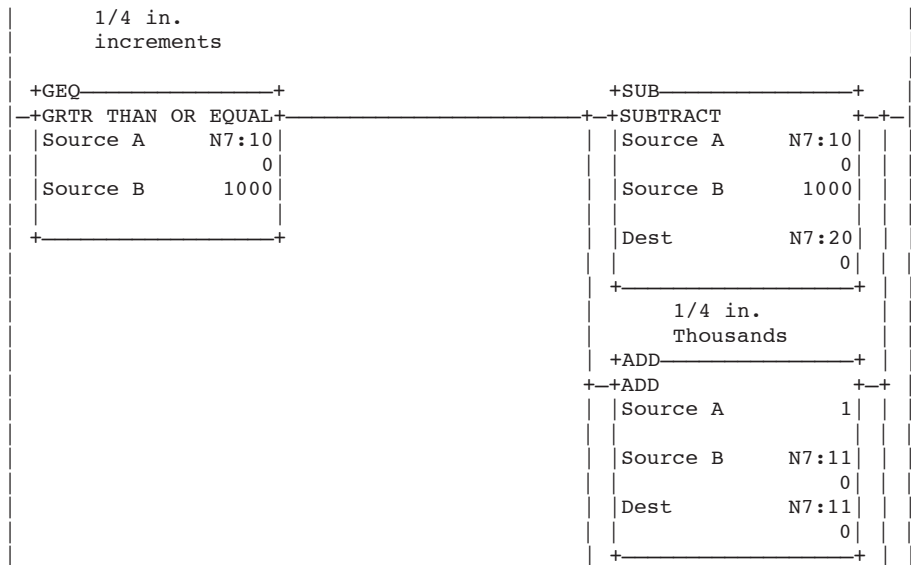 1/4 in.
increments
GEQ
GRTR THAN OR EQUAL
Source A N7:10
0
Source B 1000
SUB
SUBTRACT
Source A N7:10
0
Source B 1000
Dest N7:20
0
1/4 in.
Thousands
ADD
ADD
Source A 1
Source B N7:11
0
Dest N7:11
0